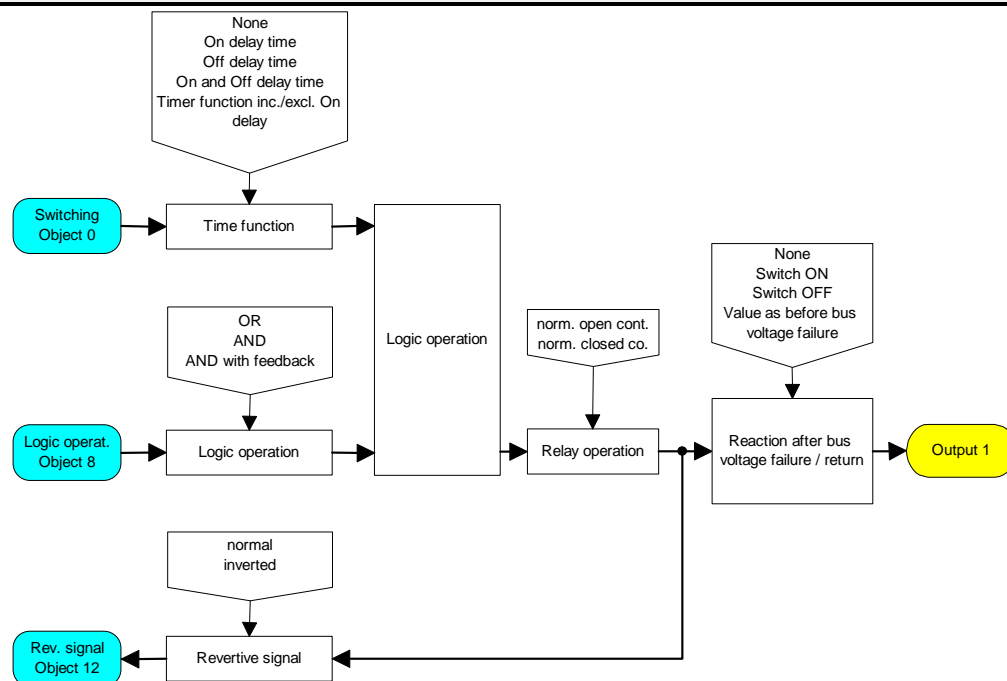 None
On delay time
Off delay time
On and Off delay time
Timer function inc./excl. On
delay
Switching
Object 0
Time function
Logic operation
None
Switch ON
Switch OFF
Value as before bus
voltage failure
OR
AND
AND with feedback
norm. open cont.
norm. closed co.
Logic operat.
Object 8
Logic operation
Relay operation
Reaction after bus
voltage failure / return
Output 1
normal
inverted
Rev. signal
Object 12
Revertive signal